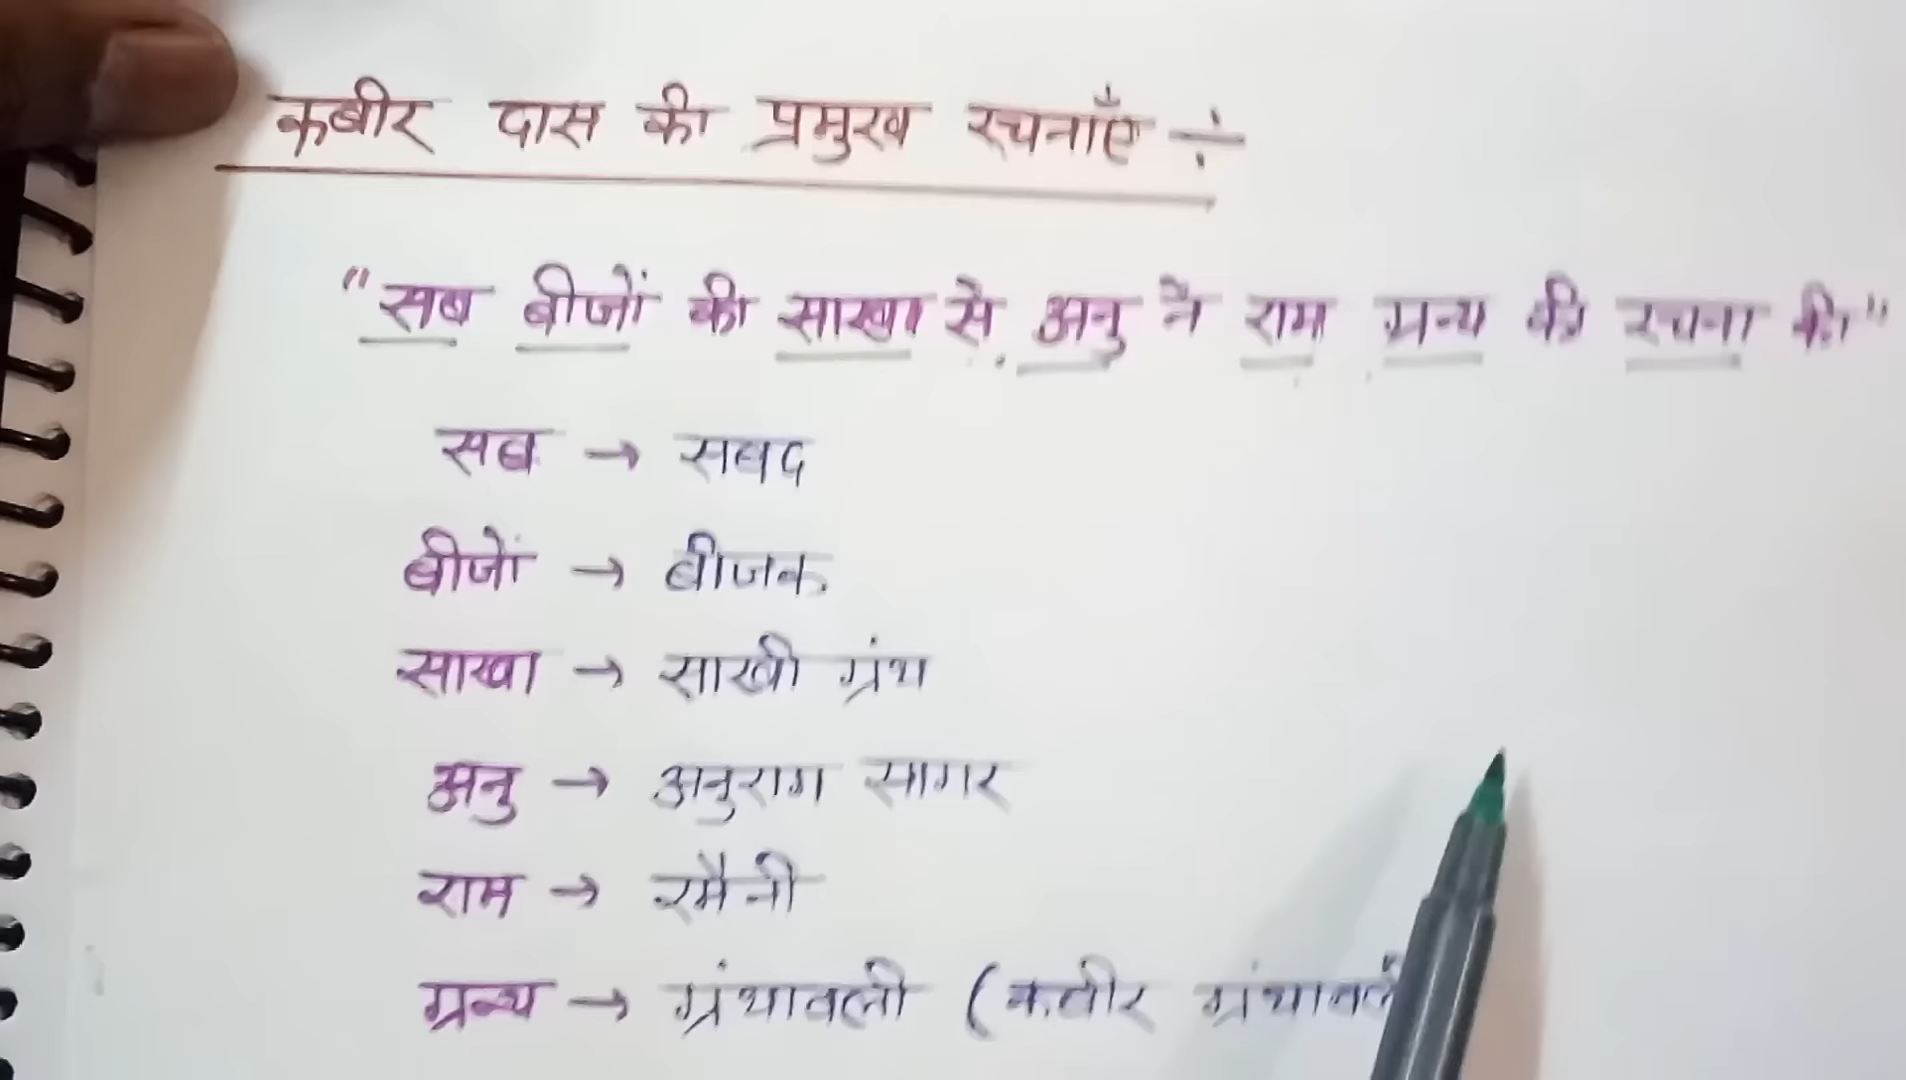 कबीर दास की प्रमुख रचनाएँ ÷
"सब बीजों की साखा से अनु ने राम ग्रन्थ की रचना की"
सब → सबद
बीजों → बीजक
साखा → साखी ग्रंथ
अनु → अनुराग सागर
राम → रमैनी
ग्रन्थ → ग्रंथावली (कबीर